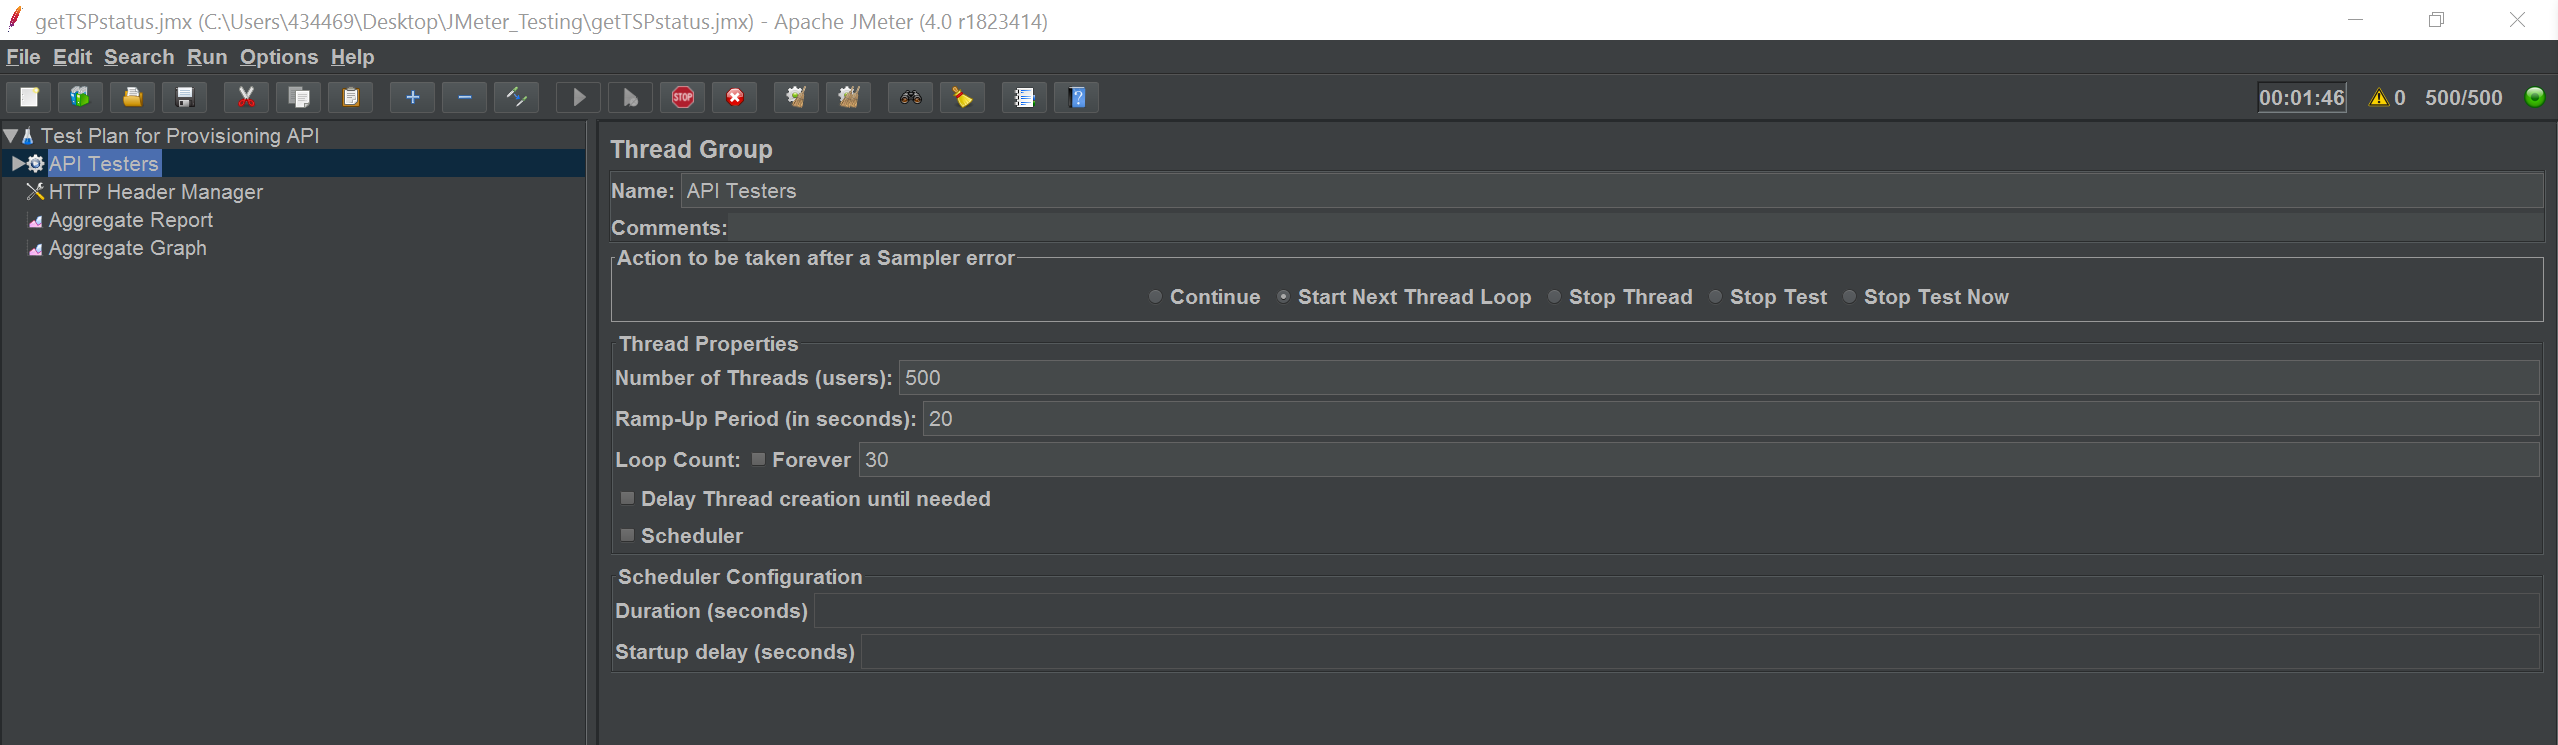 getTSPstatus.jmx (C:\Users\434469\Desktop\JMeter_Testing\getTSPstatus.jmx) - Apache JMeter (4.0 r1823414)
File Edit Search Run Options Help
STOP
00:01:46 0 500/500
Test Plan for Provisioning API
API Testers
HTTP Header Manager
Aggregate Report
Aggregate Graph
Thread Group
Name: API Testers
Comments:
Action to be taken after a Sampler error
Continue Start Next Thread Loop Stop Thread Stop Test Stop Test Now
Thread Properties
Number of Threads (users): 500
Ramp-Up Period (in seconds): 20
Loop Count: Forever 30
Delay Thread creation until needed
Scheduler
Scheduler Configuration
Duration (seconds)
Startup delay (seconds)